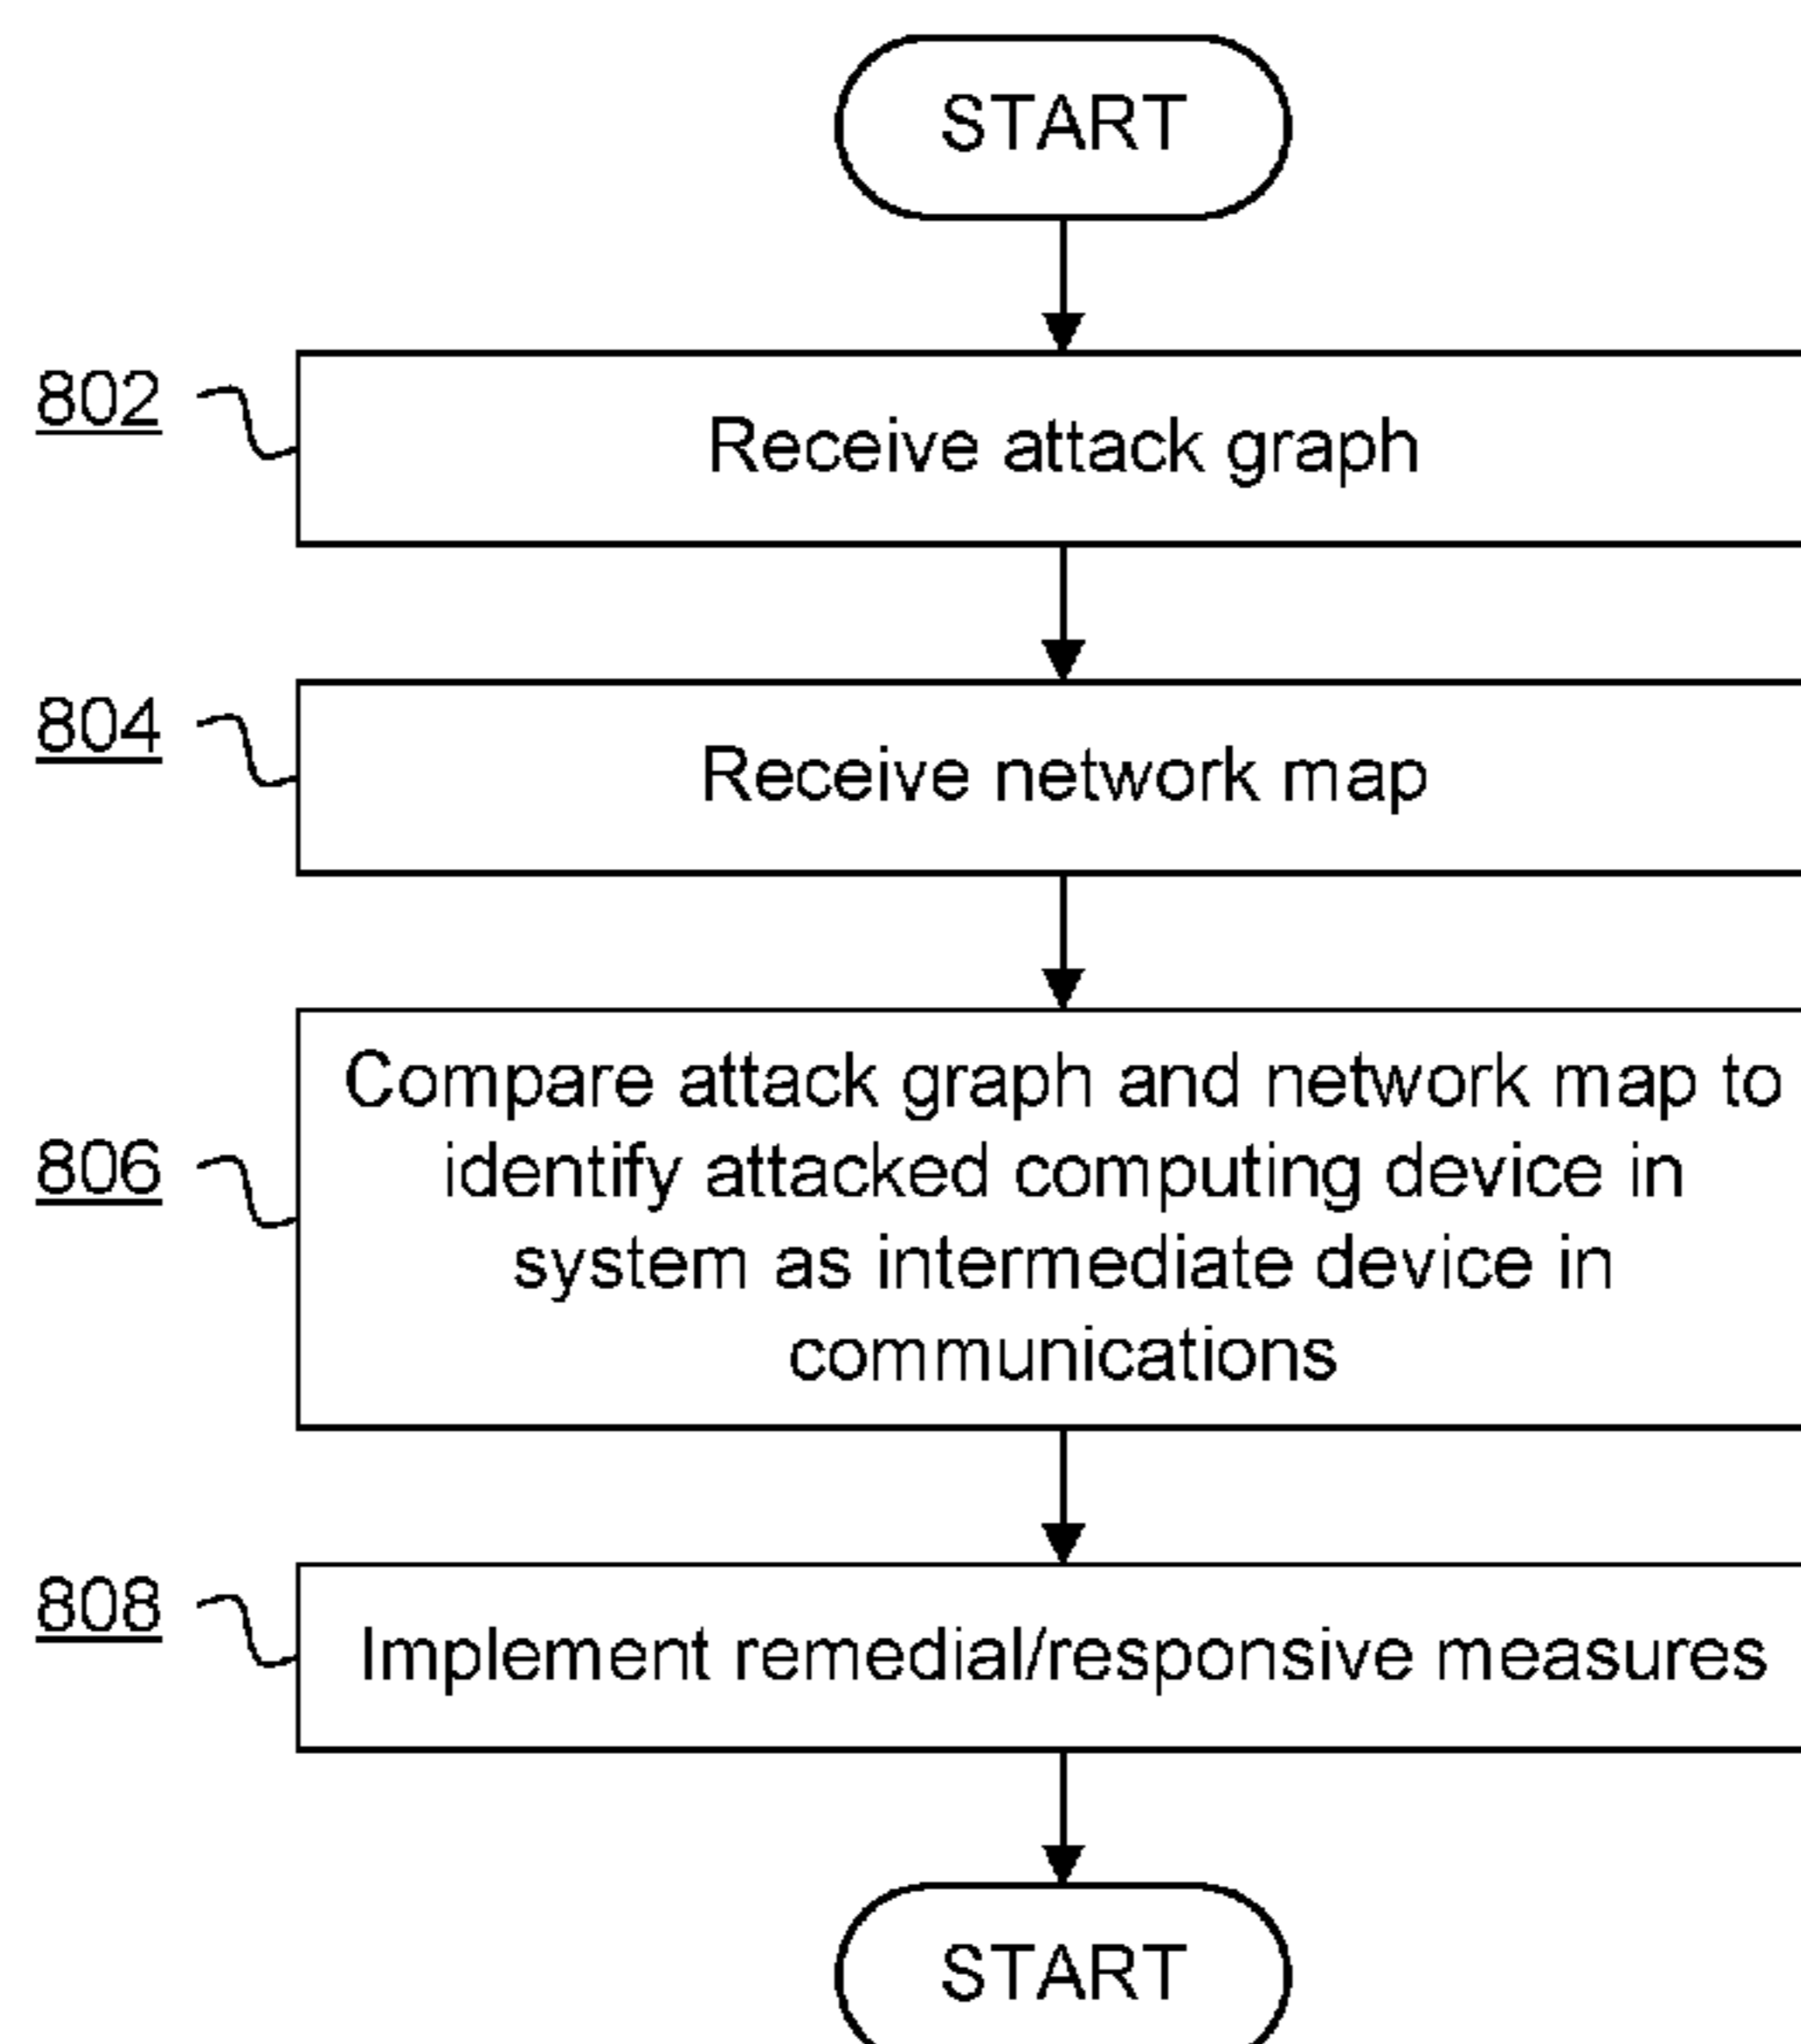 START
802
Receive attack graph
804
Receive network map
806
Compare attack graph and network map to
identify attacked computing device in
system as intermediate device in
communications
808
Implement remedial/responsive measures
START